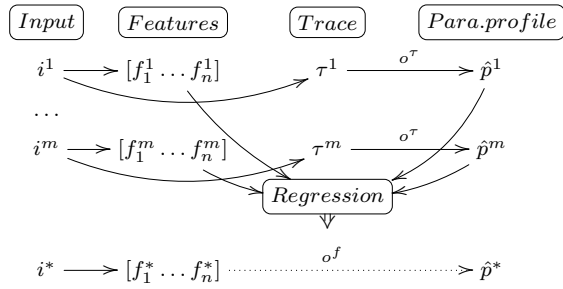 Input Features Trace Para.profile
i^1 [f_1^1 … f_n^1] τ^1 o^τ p̂^1
…
i^m [f_1^m … f_n^m] τ^m o^τ p̂^m
Regression
i^* [f_1^* … f_n^*] o^f p̂^*